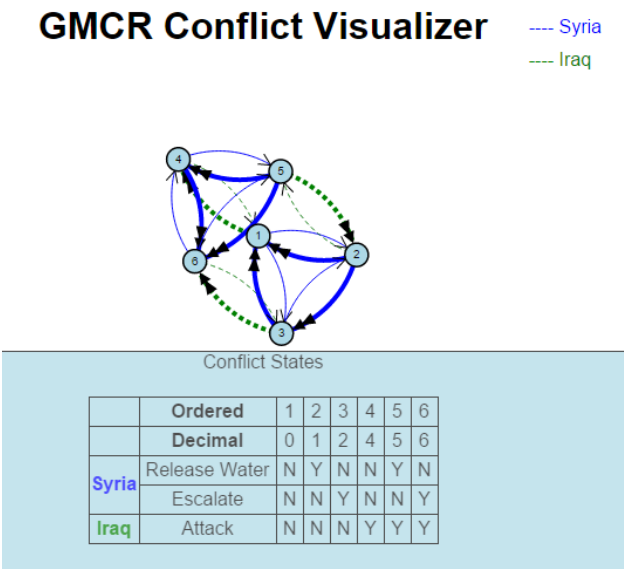 GMCR Conflict Visualizer
---- Syria
---- Iraq
4
5
1
2
6
3
Conflict States
Ordered 1 2 3 4 5 6
Decimal 0 1 2 4 5 6
Syria
Release Water N Y N N Y N
Escalate N N Y N N Y
Iraq Attack N N N Y Y Y